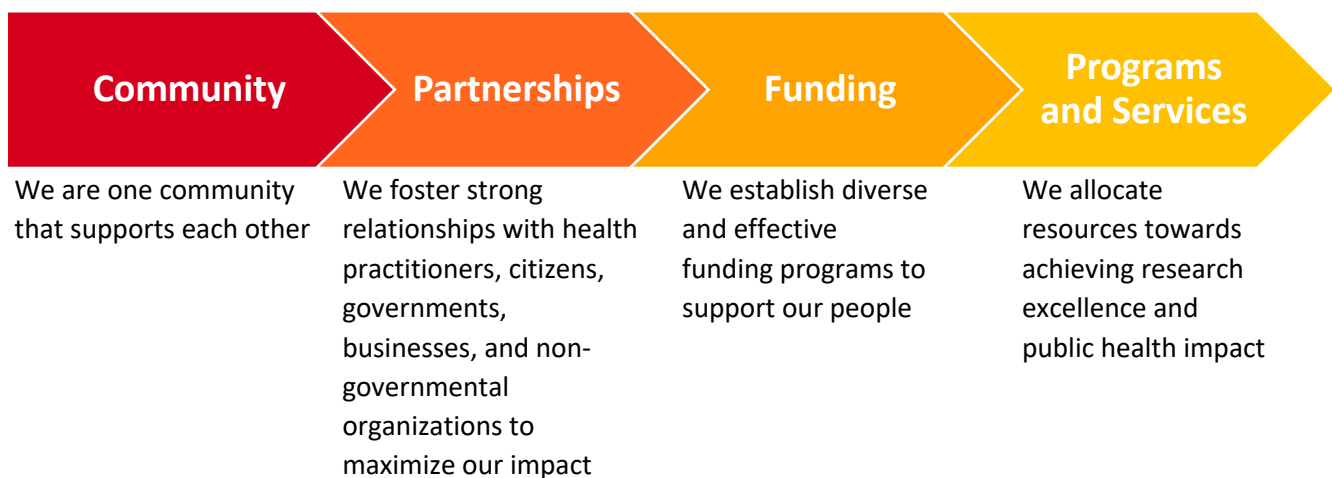 Community
We are one community
that supports each other
Partnerships
We foster strong
relationships with health
practitioners, citizens,
governments,
businesses, and non-
governmental
organizations to
maximize our impact
Funding
We establish diverse
and effective
funding programs to
support our people
Programs
and Services
We allocate
resources towards
achieving research
excellence and
public health impact